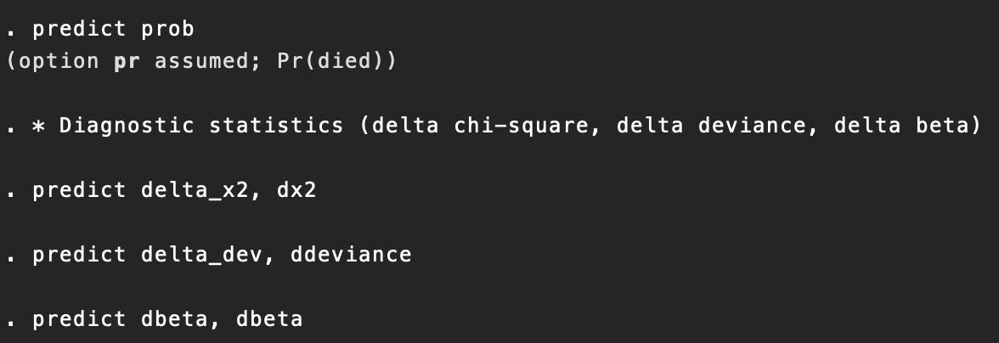 . predict prob
(option pr assumed; Pr(died))
. * Diagnostic statistics (delta chi-square, delta deviance, delta beta)
. predict delta_x2, dx2
. predict delta_dev, ddeviance
. predict dbeta, dbeta